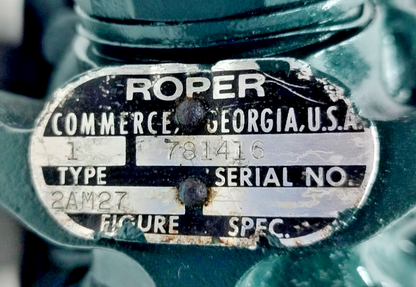 ROPER
COMMERCE, GEORGIA, U.S.A.
1 781416
TYPE SERIAL NO.
2AM27
FIGURE SPEC.